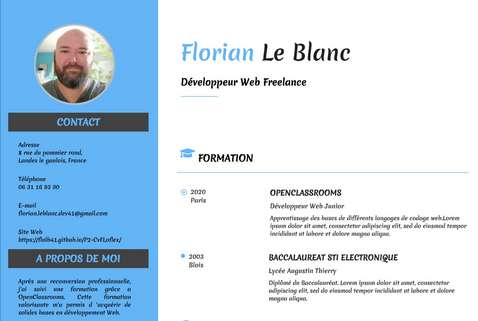 Florian Le Blanc
Développeur Web Freelance
CONTACT
Adresse
8 rue du pommier rond,
Landes le gaulois, France
Téléphone
06 31 16 93 90
E-mail
florian.leblanc.dev41@gmail.com
Site Web
https://flolb41.github.io/P2-CvFLoflex/
A PROPOS DE MOI
Après une reconversion professionnelle,
j'ai suivi une formation grâce à
OpenClassrooms. Cette formation
valorisante m'a permis d 'acquérir de
solides bases en développement Web.
FORMATION
2020
Paris
OPENCLASSROOMS
Développeur Web Junior
Apprentissage des bases de différents langages de codage web.Lorem
ipsum dolor sit amet, consectetur adipiscing elit, sed do eiusmod tempor
incididunt ut labore et dolore magna aliqua.
2003
Blois
BACCALAUREAT STI ELECTRONIQUE
Lycée Augustin Thierry
Diplômé de Baccalauréat. Lorem ipsum dolor sit amet, consectetur
adipiscing elit, sed do eiusmod tempor incididunt ut labore et dolore
magna aliqua.